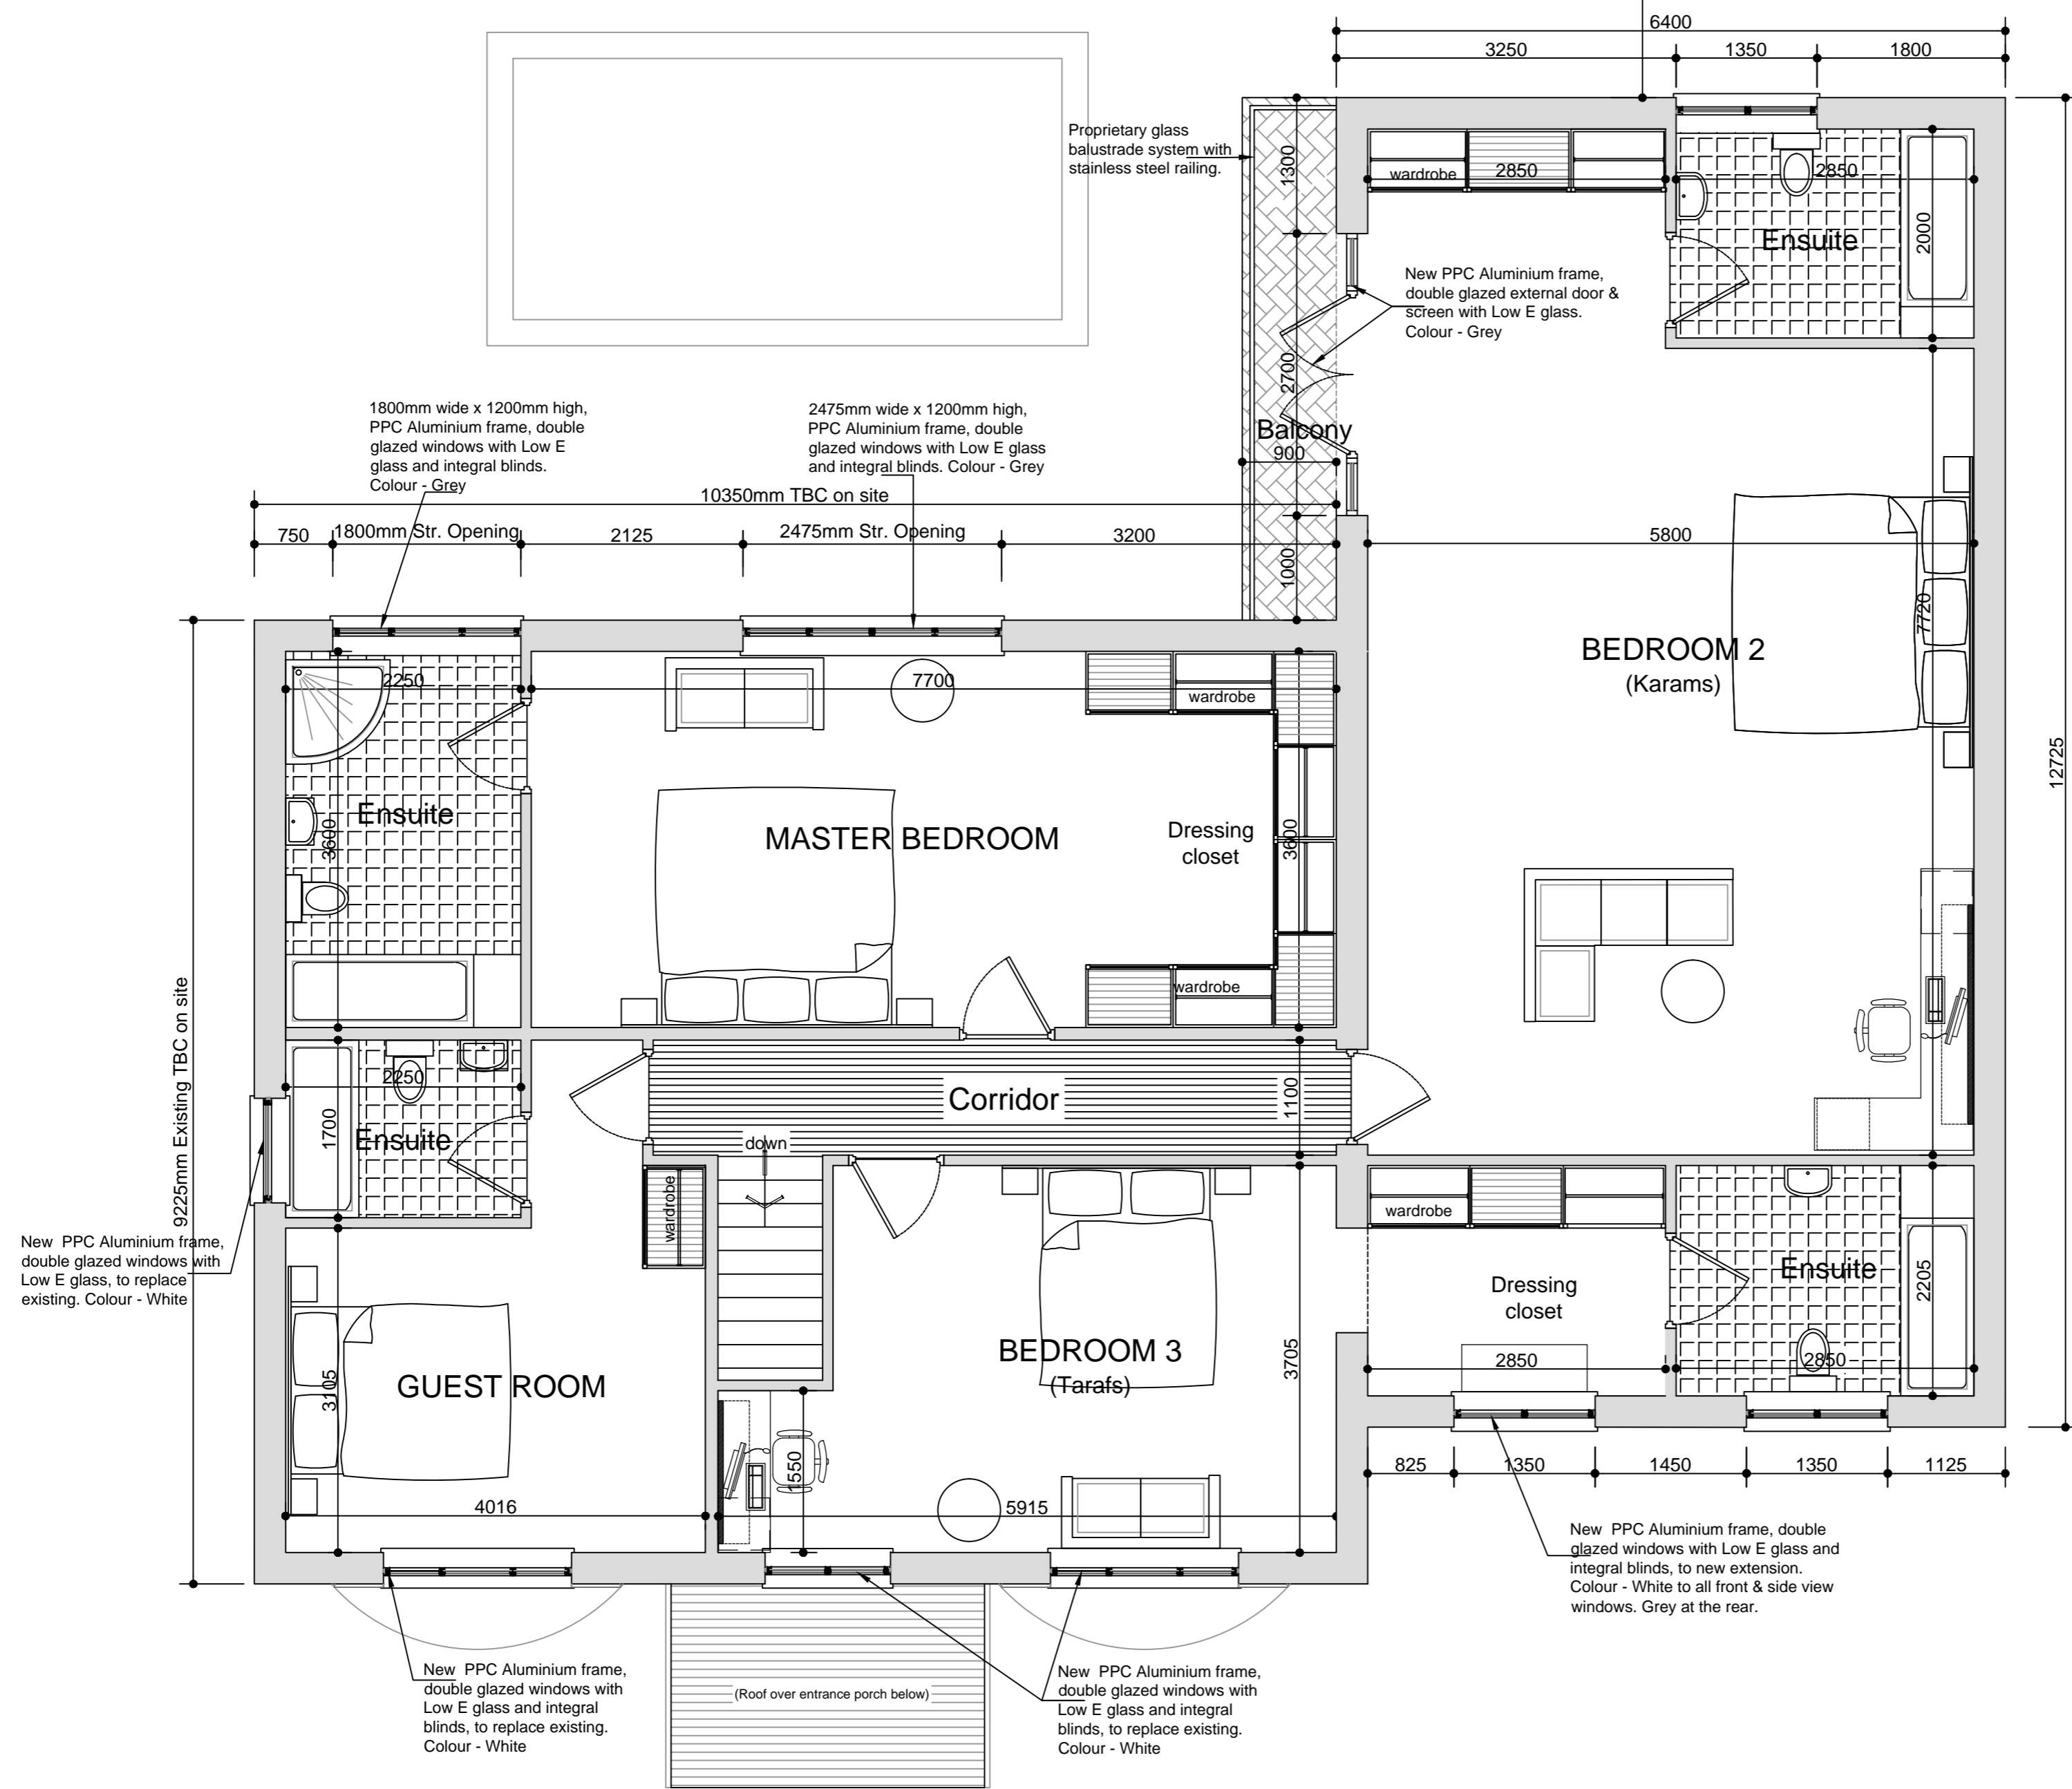 6400
3250
1350
1800
Proprietary glass
balustrade system with
stainless steel railing.
1300
wardrobe
2850
2850
2000
Ensuite
New PPC Aluminium frame,
double glazed external door &
screen with Low E glass.
Colour - Grey
2700
Balcony
900
1000
1800mm wide x 1200mm high,
PPC Aluminium frame, double
glazed windows with Low E
glass and integral blinds.
Colour - Grey
2475mm wide x 1200mm high,
PPC Aluminium frame, double
glazed windows with Low E glass
and integral blinds. Colour - Grey
10350mm TBC on site
750
1800mm Str. Opening
2125
2475mm Str. Opening
3200
5800
7720
BEDROOM 2
(Karams)
12725
2250
7700
wardrobe
Ensuite
3600
MASTER BEDROOM
Dressing
closet
3600
wardrobe
9225mm Existing TBC on site
2250
1700
Ensuite
Corridor
1100
down
wardrobe
New PPC Aluminium frame,
double glazed windows with
Low E glass, to replace
existing. Colour - White
wardrobe
Dressing
closet
Ensuite
2205
2850
2850
GUEST ROOM
3105
4016
BEDROOM 3
(Tarafs)
3705
1550
5915
825
1350
1450
1350
1125
New PPC Aluminium frame, double
glazed windows with Low E glass and
integral blinds, to new extension.
Colour - White to all front & side view
windows. Grey at the rear.
New PPC Aluminium frame,
double glazed windows with
Low E glass and integral
blinds, to replace existing.
Colour - White
(Roof over entrance porch below)
New PPC Aluminium frame,
double glazed windows with
Low E glass and integral
blinds, to replace existing.
Colour - White